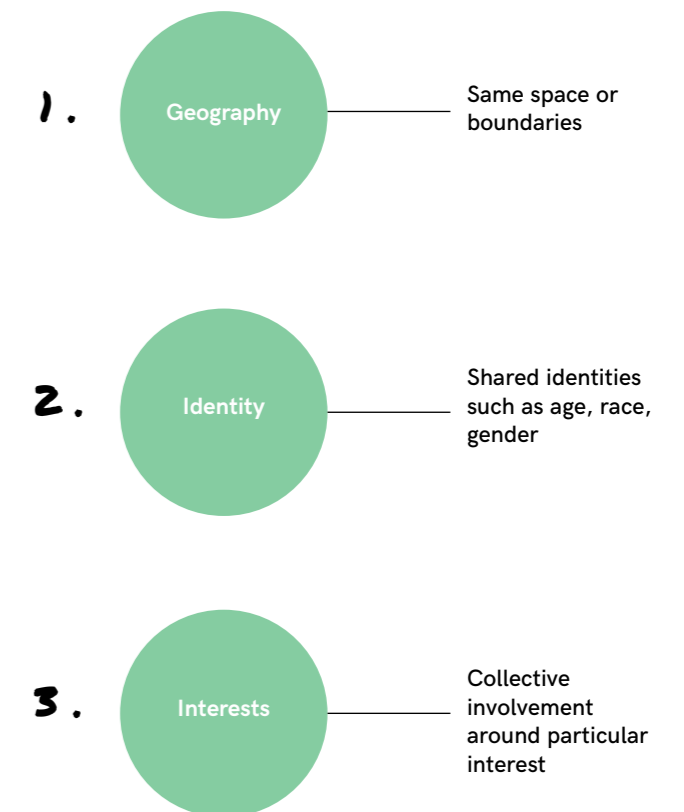 1.
Geography
Same space or
boundaries
2.
Identity
Shared identities
such as age, race,
gender
3.
Interests
Collective
involvement
around particular
interest